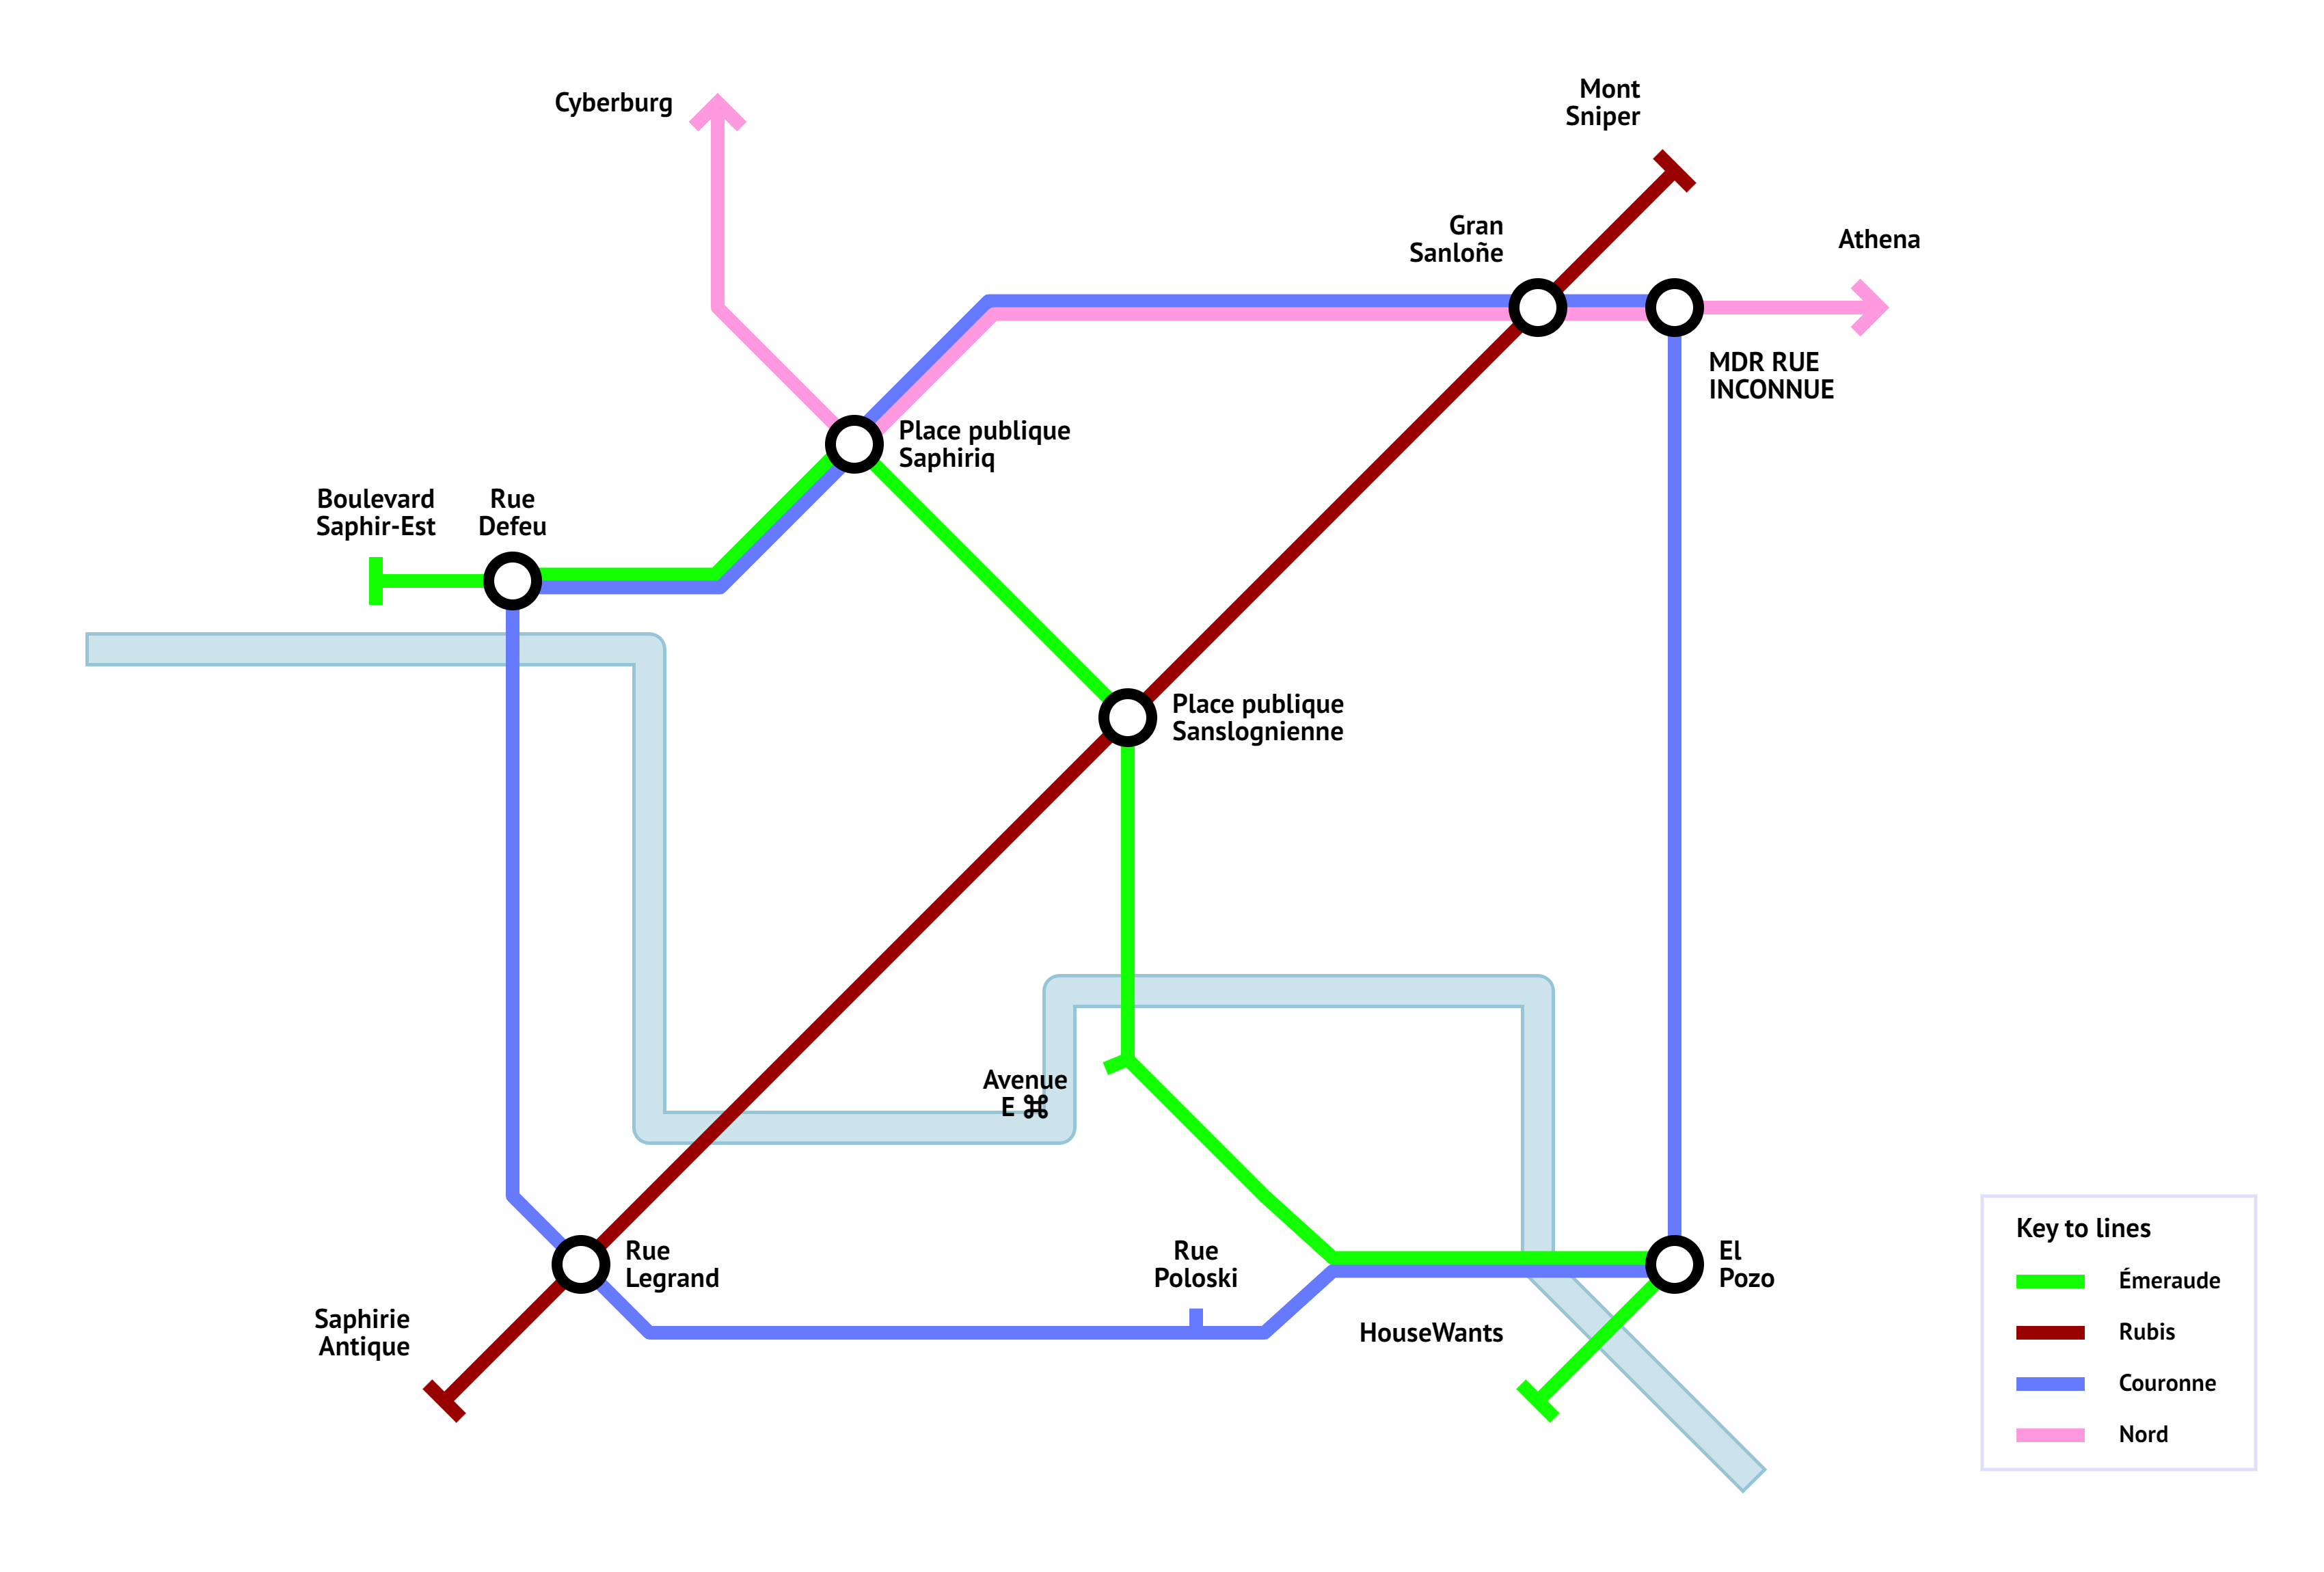 Cyberburg
Mont
Sniper
Gran
Sanloñe
Athena
MDR RUE
INCONNUE
Place publique
Saphiriq
Boulevard
Saphir-Est
Rue
Defeu
Place publique
Sanslognienne
Avenue
E ⌘
Rue
Legrand
Rue
Poloski
El
Pozo
Saphirie
Antique
HouseWants
Key to lines
Émeraude
Rubis
Couronne
Nord